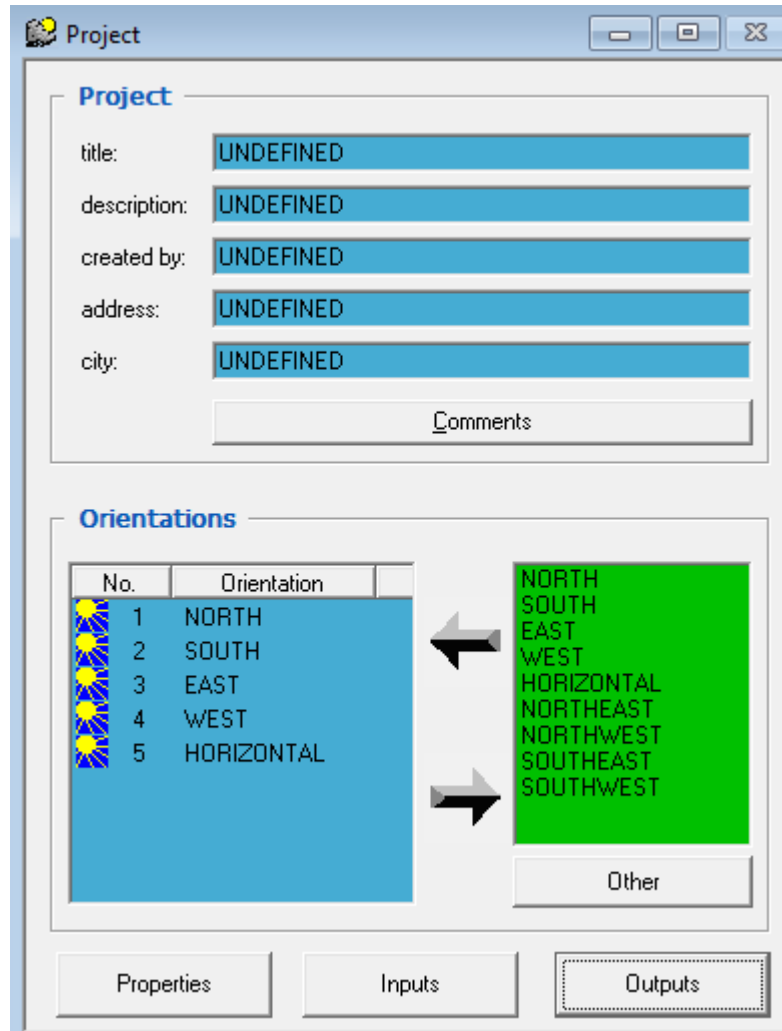 Project
Project
title: UNDEFINED
description: UNDEFINED
created by: UNDEFINED
address: UNDEFINED
city: UNDEFINED
Comments
Orientations
No. Orientation
1 NORTH
2 SOUTH
3 EAST
4 WEST
5 HORIZONTAL
NORTH
SOUTH
EAST
WEST
HORIZONTAL
NORTHEAST
NORTHWEST
SOUTHEAST
SOUTHWEST
Other
Properties Inputs Outputs